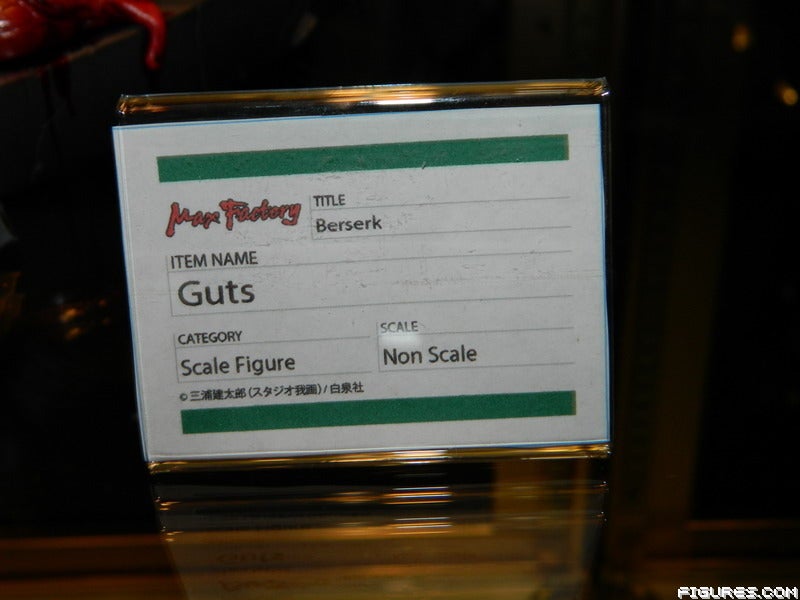 Max Factory
TITLE
Berserk
ITEM NAME
Guts
CATEGORY
Scale Figure
SCALE
Non Scale
© 三浦建太郎 (スタジオ我画) / 白泉社
FIGURES.COM